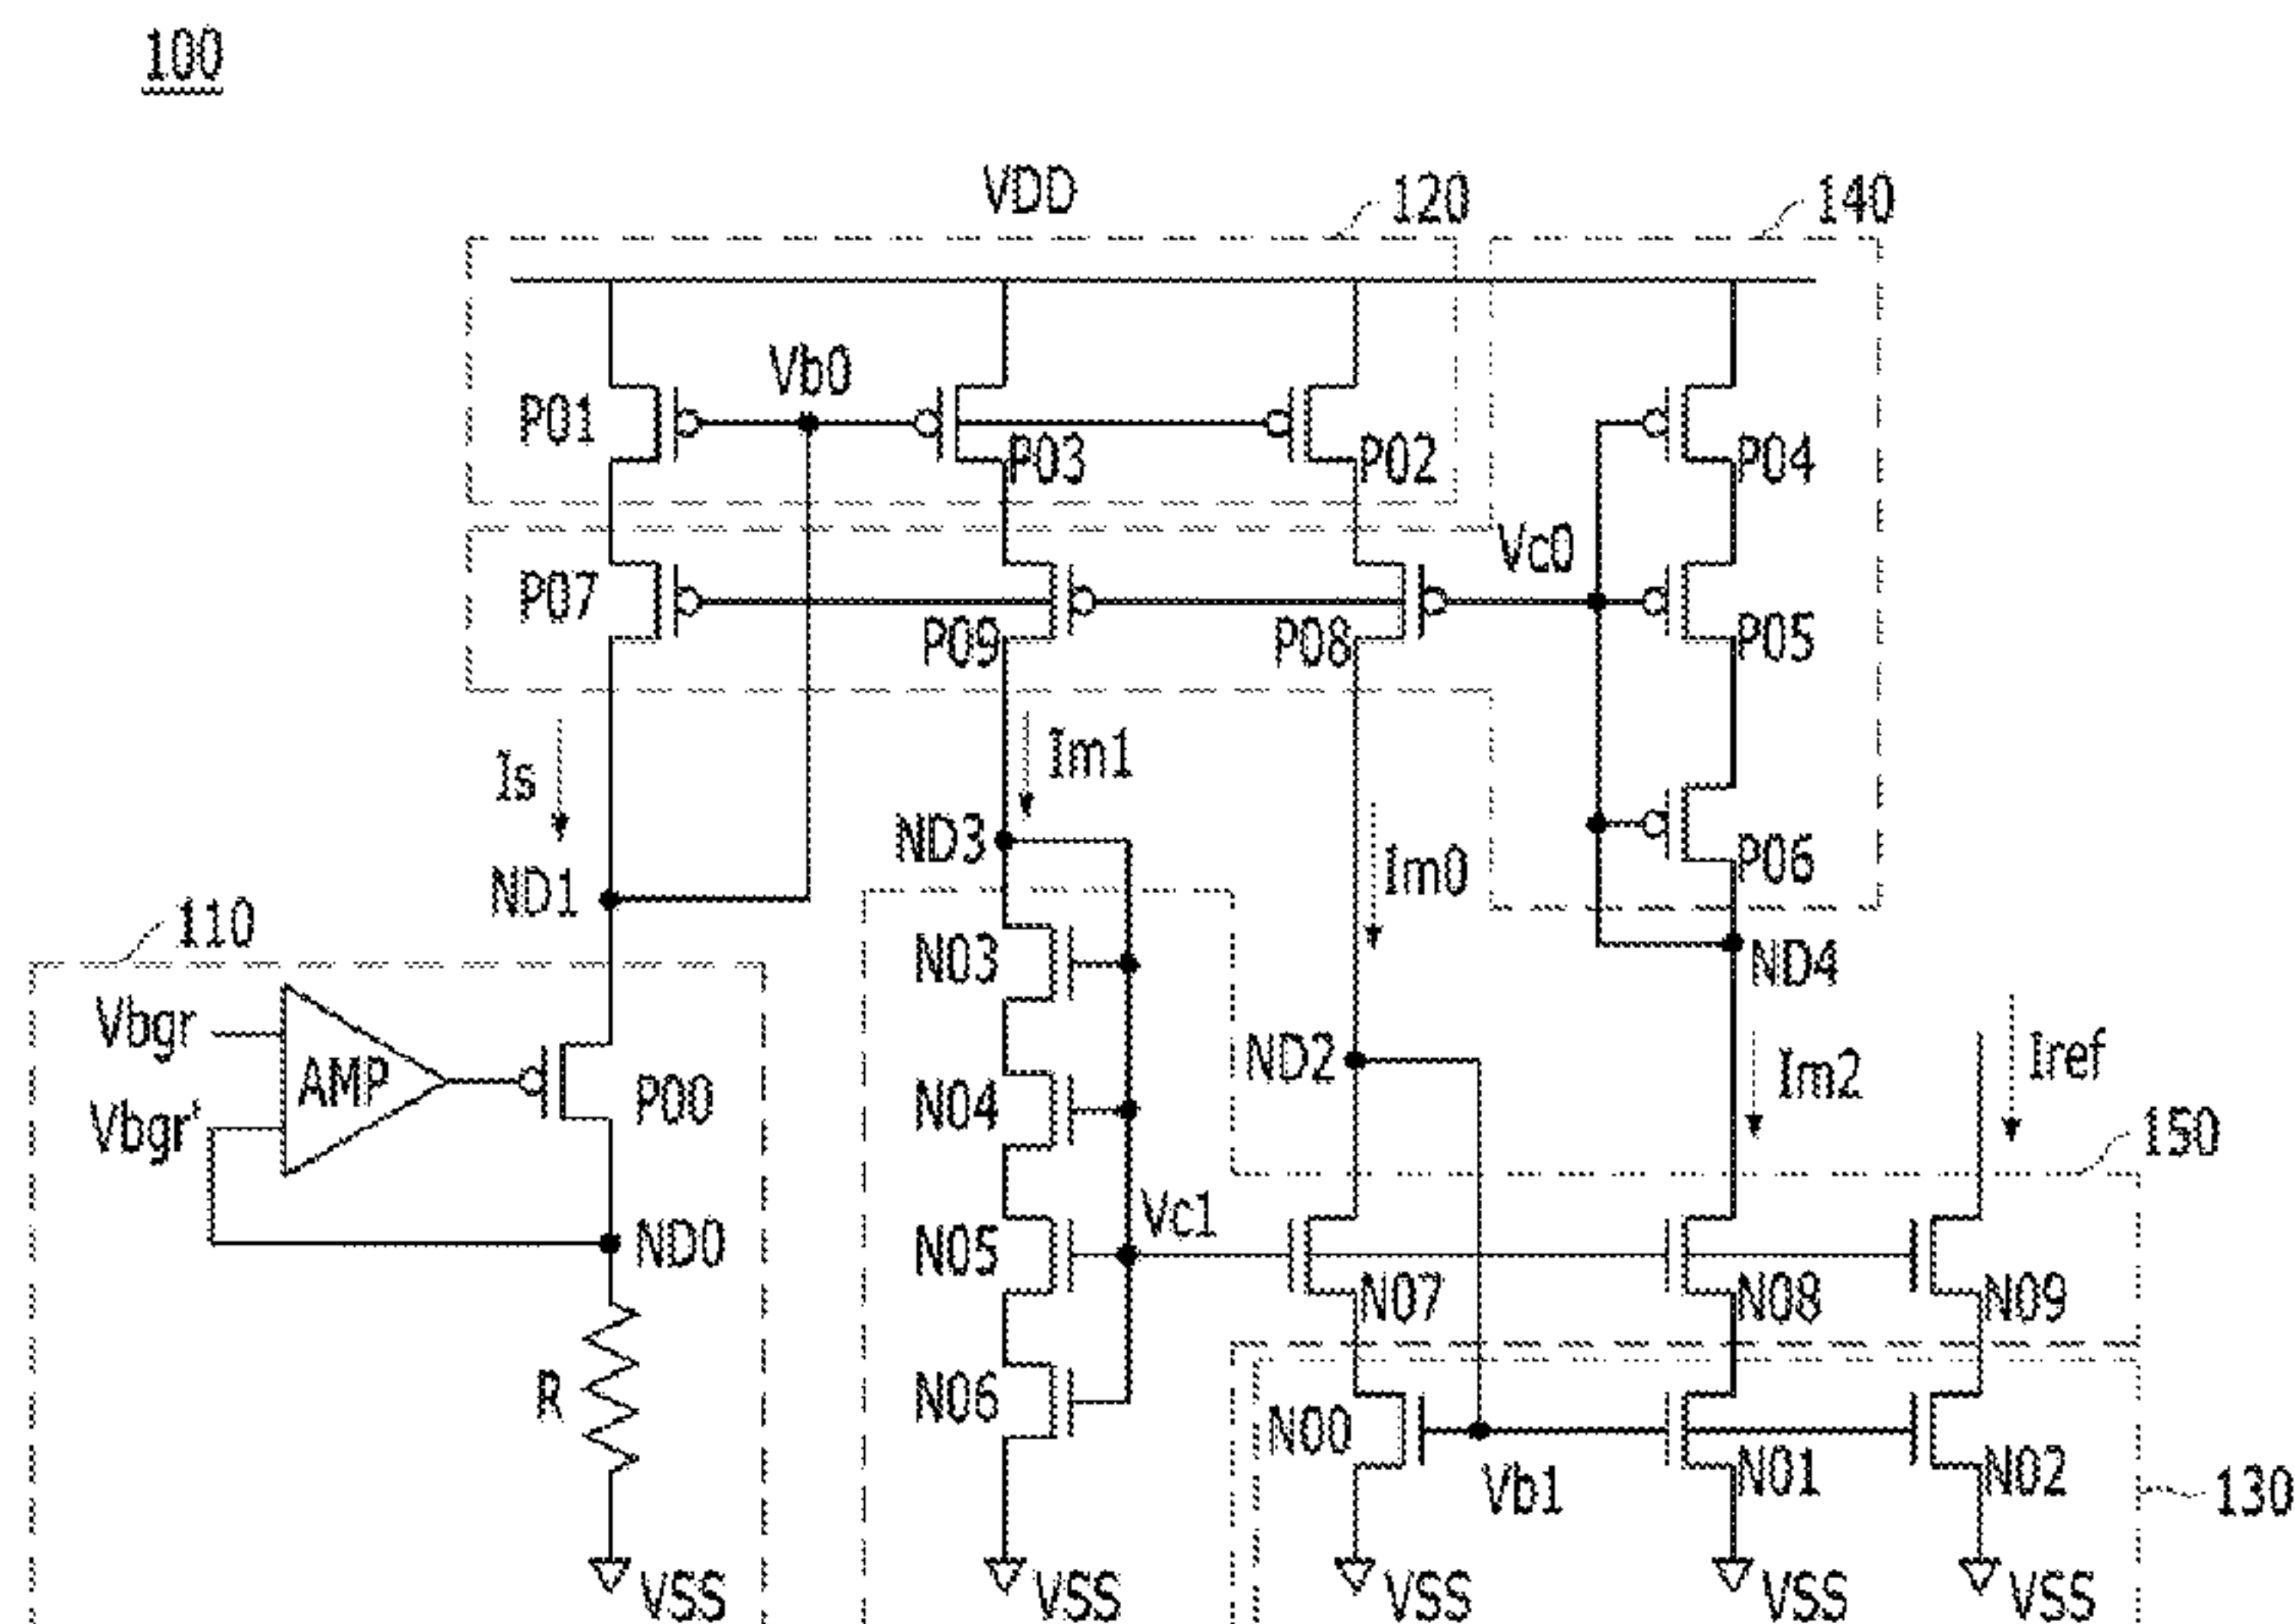 100
VDD
120
140
Vb0
P01
P03
P02
P04
Vc0
P07
P09
P08
P05
Is
Im1
ND3
Im0
P06
ND1
110
N03
ND4
Vbgr
AMP
Vbgr'
P00
ND2
Im2
Iref
N04
150
ND0
N05
Vc1
N07
N08
N09
R
N06
N00
Vb1
N01
N02
130
VSS
VSS
VSS
VSS
VSS